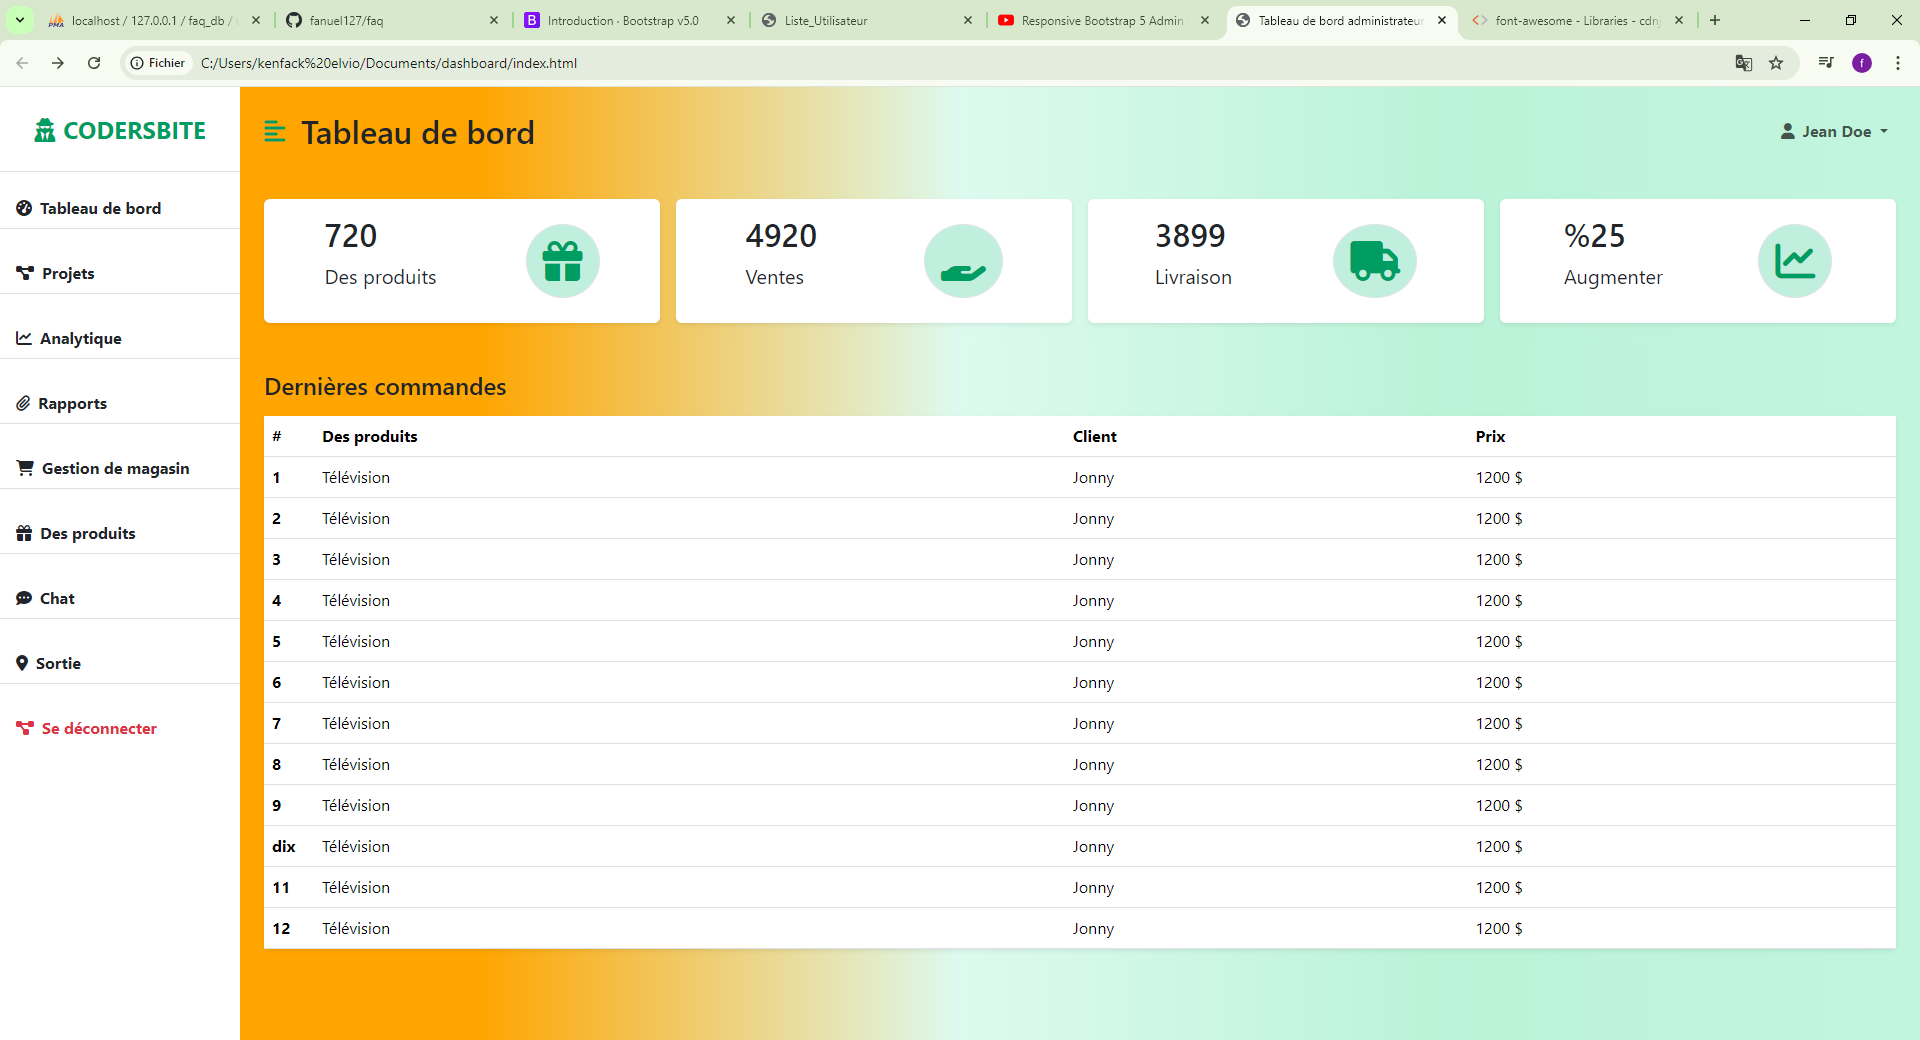 localhost / 127.0.0.1 / faq_db /
fanuel127/faq
Introduction · Bootstrap v5.0
Liste_Utilisateur
Responsive Bootstrap 5 Admin
Tableau de bord administrateur
font-awesome - Libraries - cdnj
Fichier
C:/Users/kenfack%20elvio/Documents/dashboard/index.html
f
CODERSBITE
Tableau de bord
Projets
Analytique
Rapports
Gestion de magasin
Des produits
Chat
Sortie
Se déconnecter
Tableau de bord
Jean Doe
720
Des produits
4920
Ventes
3899
Livraison
%25
Augmenter
Dernières commandes
# Des produits Client Prix
1 Télévision Jonny 1200 $
2 Télévision Jonny 1200 $
3 Télévision Jonny 1200 $
4 Télévision Jonny 1200 $
5 Télévision Jonny 1200 $
6 Télévision Jonny 1200 $
7 Télévision Jonny 1200 $
8 Télévision Jonny 1200 $
9 Télévision Jonny 1200 $
dix Télévision Jonny 1200 $
11 Télévision Jonny 1200 $
12 Télévision Jonny 1200 $